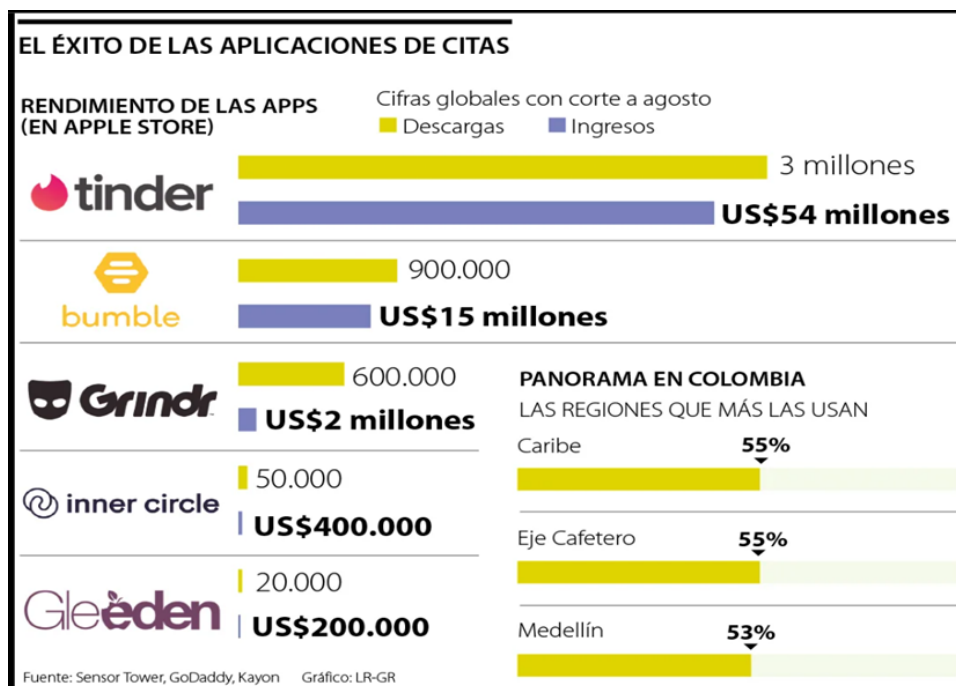 EL ÉXITO DE LAS APLICACIONES DE CITAS
RENDIMIENTO DE LAS APPS
(EN APPLE STORE)
Cifras globales con corte a agosto
Descargas Ingresos
tinder
3 millones
US$54 millones
bumble
900.000
US$15 millones
Grindr
600.000
US$2 millones
inner circle
50.000
US$400.000
Gleeden
20.000
US$200.000
PANORAMA EN COLOMBIA
LAS REGIONES QUE MÁS LAS USAN
Caribe 55%
Eje Cafetero 55%
Medellín 53%
Fuente: Sensor Tower, GoDaddy, Kayon Gráfico: LR-GR